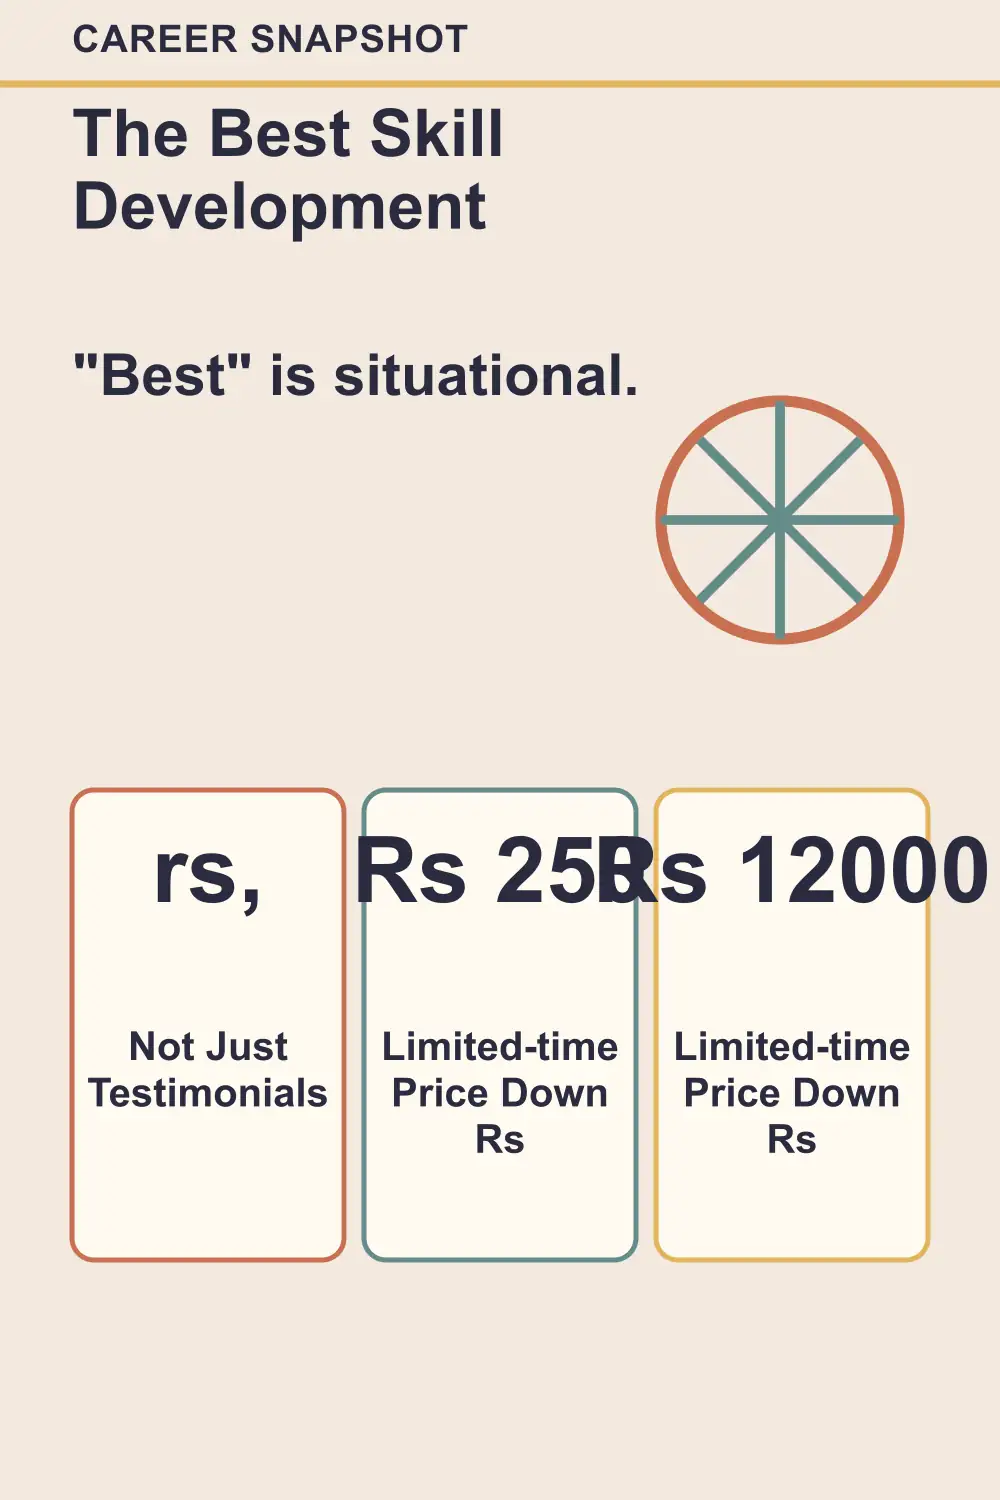 CAREER SNAPSHOT
The Best Skill
Development
"Best" is situational.
rs,
Rs
Rs 12000
Not Just
Testimonials
Limited-time
Price Down
Rs
Limited-time
Price Down
Rs